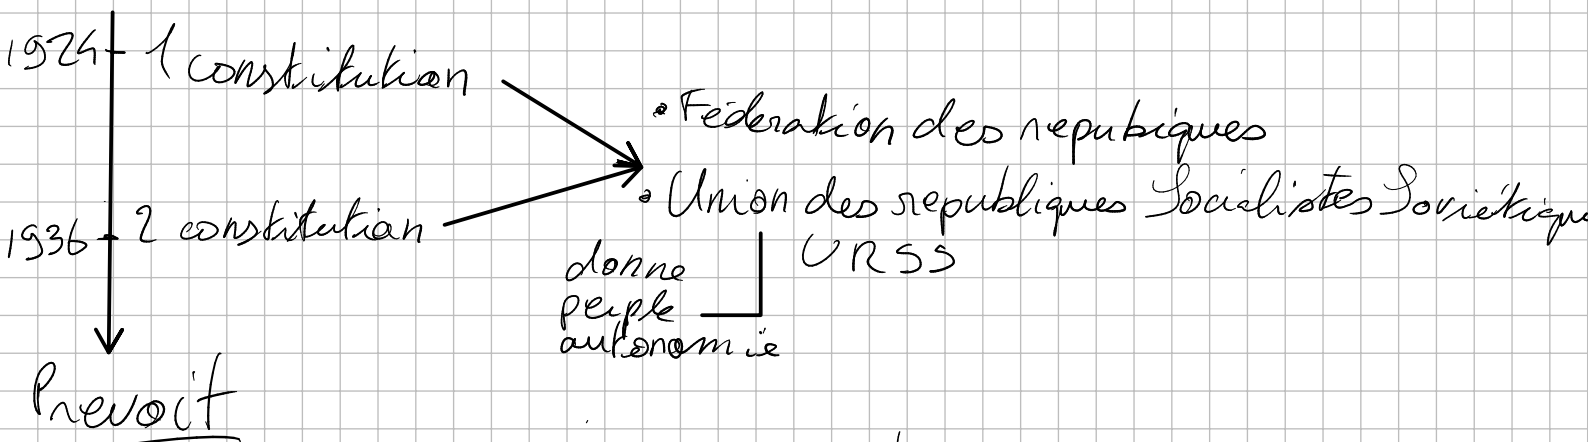 1924 1 constitution
• Fédération des repubiques
• Union des republiques Socialistes Soviétiqu
1936 2 constitution
URSS
donne
peuple
autonomie
Prevoit